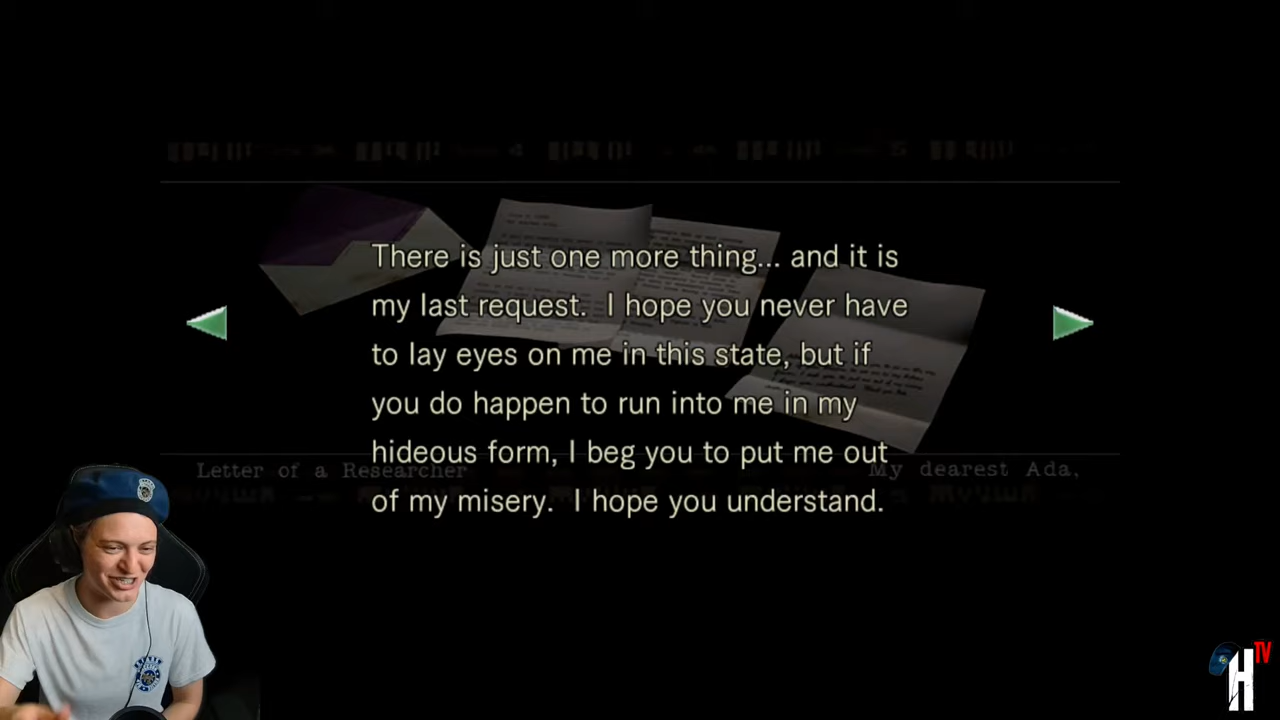 There is just one more thing... and it is
my last request.  I hope you never have
to lay eyes on me in this state, but if
you do happen to run into me in my
hideous form, I beg you to put me out
of my misery.  I hope you understand.
Letter of a Researcher
My dearest Ada,
H TV